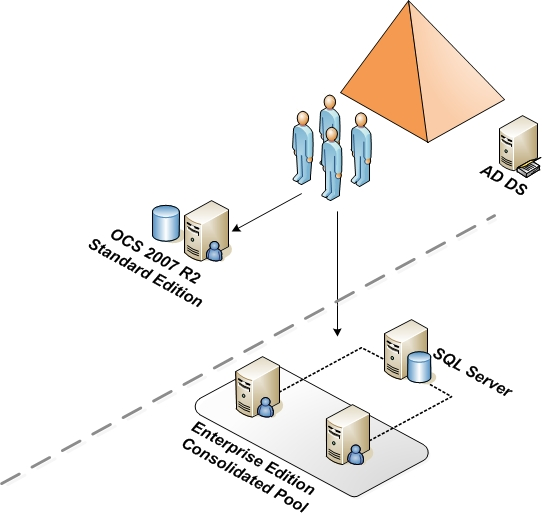 AD DS
OCS 2007 R2
Standard Edition
SQL Server
Enterprise Edition
Consolidated Pool